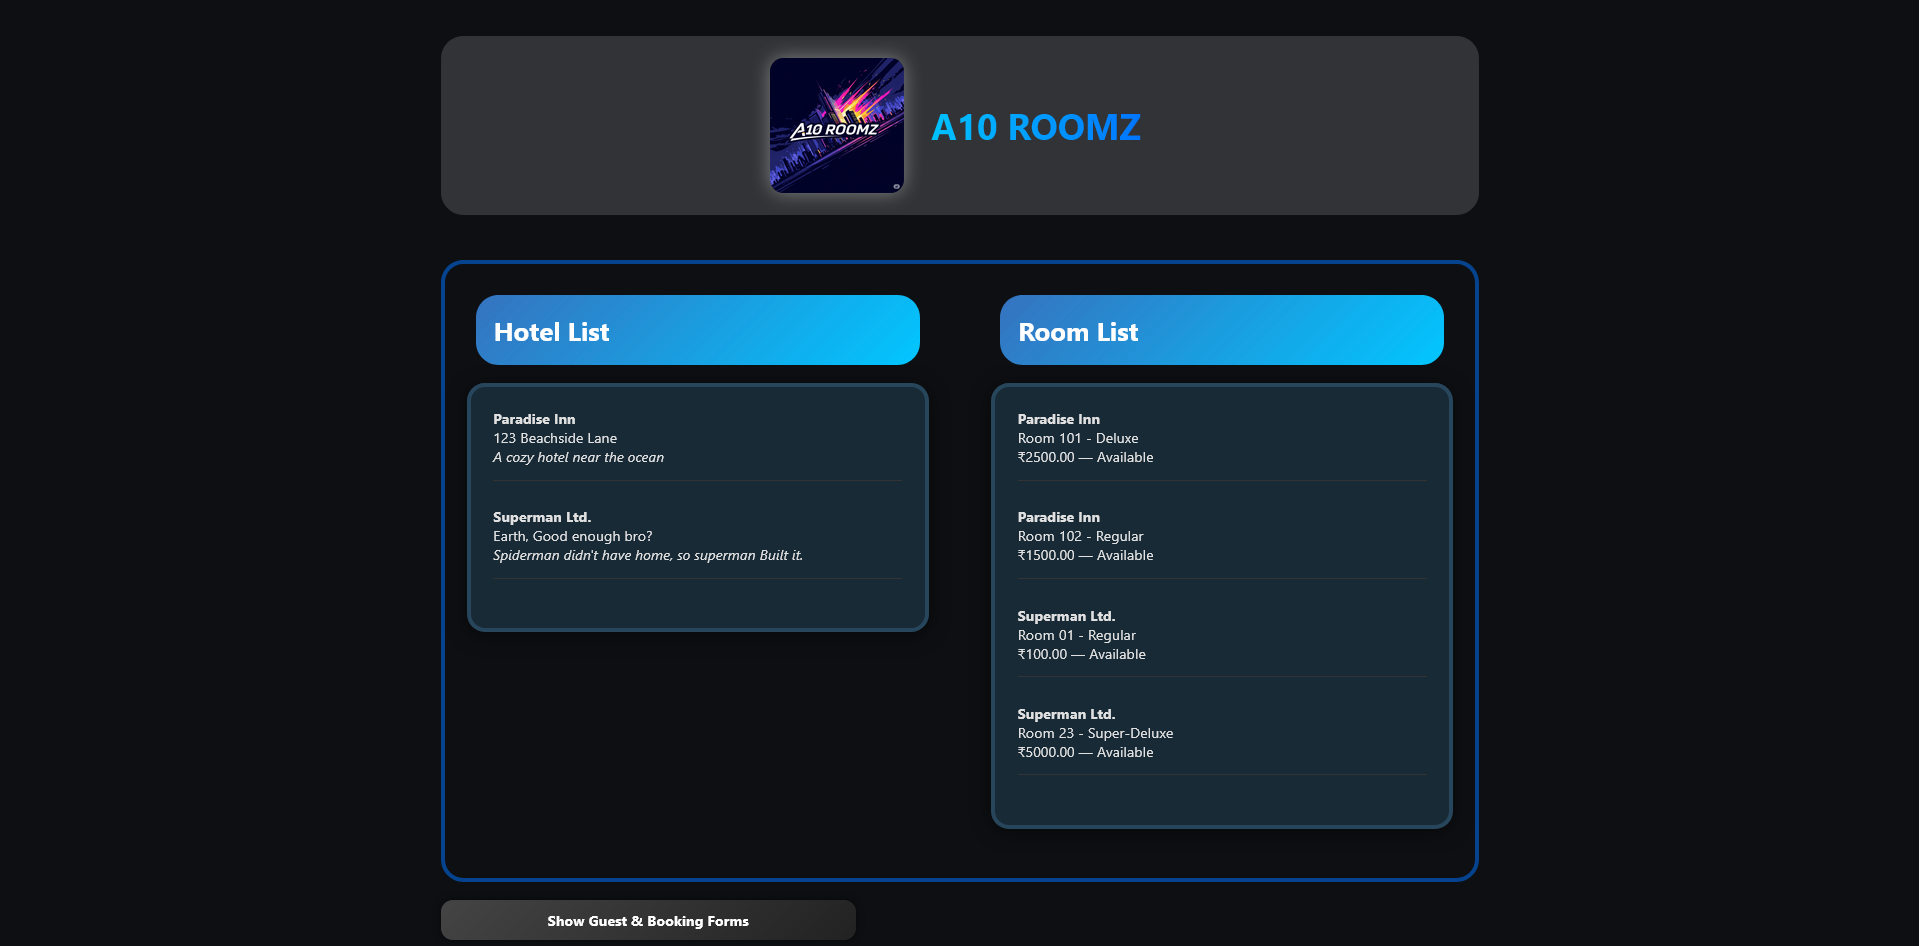 A10 ROOMZ
A10 ROOMZ
Hotel List
Paradise Inn
123 Beachside Lane
A cozy hotel near the ocean
Superman Ltd.
Earth, Good enough bro?
Spiderman didn't have home, so superman Built it.
Room List
Paradise Inn
Room 101 - Deluxe
₹2500.00 — Available
Paradise Inn
Room 102 - Regular
₹1500.00 — Available
Superman Ltd.
Room 01 - Regular
₹100.00 — Available
Superman Ltd.
Room 23 - Super-Deluxe
₹5000.00 — Available
Show Guest & Booking Forms